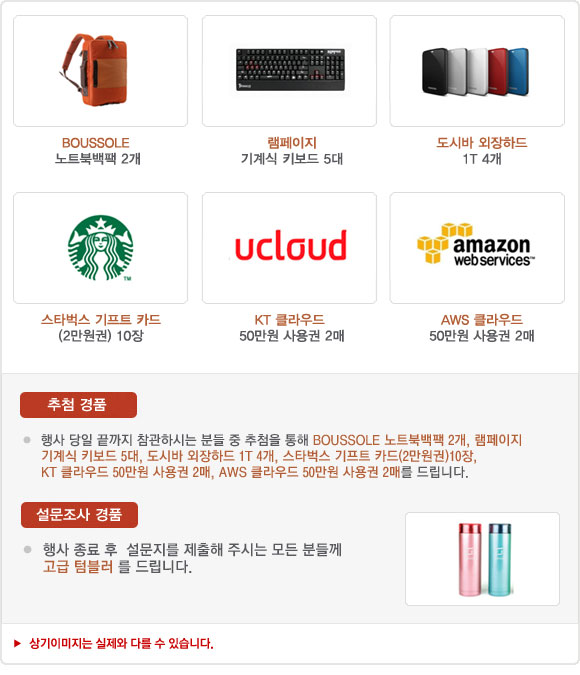 BOUSSOLE
노트북백팩 2개
램페이지
기계식 키보드 5대
도시바 외장하드
1T 4개
TM
ucloud
amazon
webservices™
스타벅스 기프트 카드
(2만원권) 10장
KT 클라우드
50만원 사용권 2매
AWS 클라우드
50만원 사용권 2매
추첨 경품
행사 당일 끝까지 참관하시는 분들 중 추첨을 통해 BOUSSOLE 노트북백팩 2개, 램페이지
기계식 키보드 5대, 도시바 외장하드 1T 4개, 스타벅스 기프트 카드(2만원권)10장,
KT 클라우드 50만원 사용권 2매, AWS 클라우드 50만원 사용권 2매를 드립니다.
설문조사 경품
행사 종료 후 설문지를 제출해 주시는 모든 분들께
고급 텀블러 를 드립니다.
상기이미지는 실제와 다를 수 있습니다.